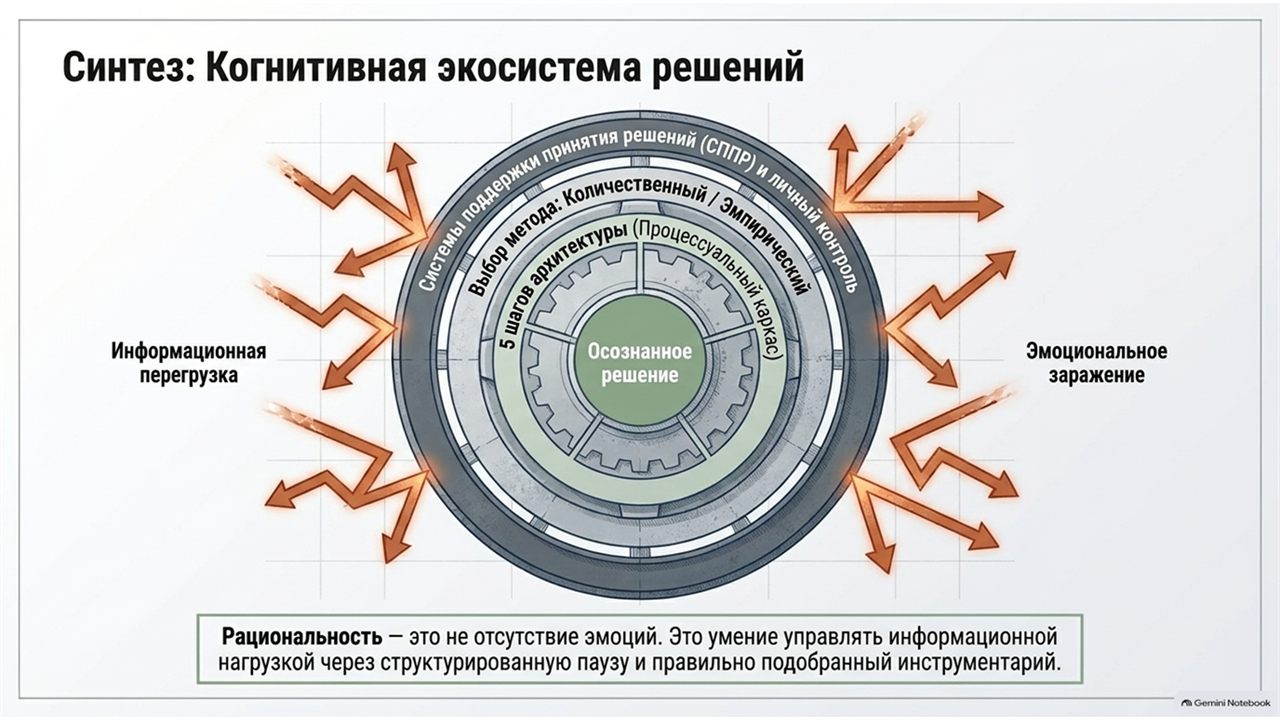 Синтез: Когнитивная экосистема решений
Системы поддержки принятия решений (СППР) и личный контроль
Выбор метода: Количественный / Эмпирический
5 шагов архитектуры (Процессуальный каркас)
Осознанное
решение
Информационная
перегрузка
Эмоциональное
заражение
Рациональность — это не отсутствие эмоций. Это умение управлять информационной
нагрузкой через структурированную паузу и правильно подобранный инструментарий.
Gemini Notebook